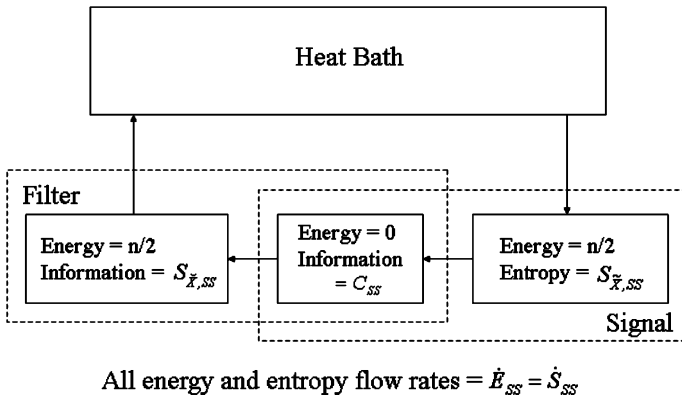 Heat Bath
Filter
Energy = n/2
Information = S_{X̆,SS}
Energy = 0
Information
= C_{SS}
Energy = n/2
Entropy = S_{X̃,SS}
Signal
All energy and entropy flow rates = Ė_{SS} = Ṡ_{SS}